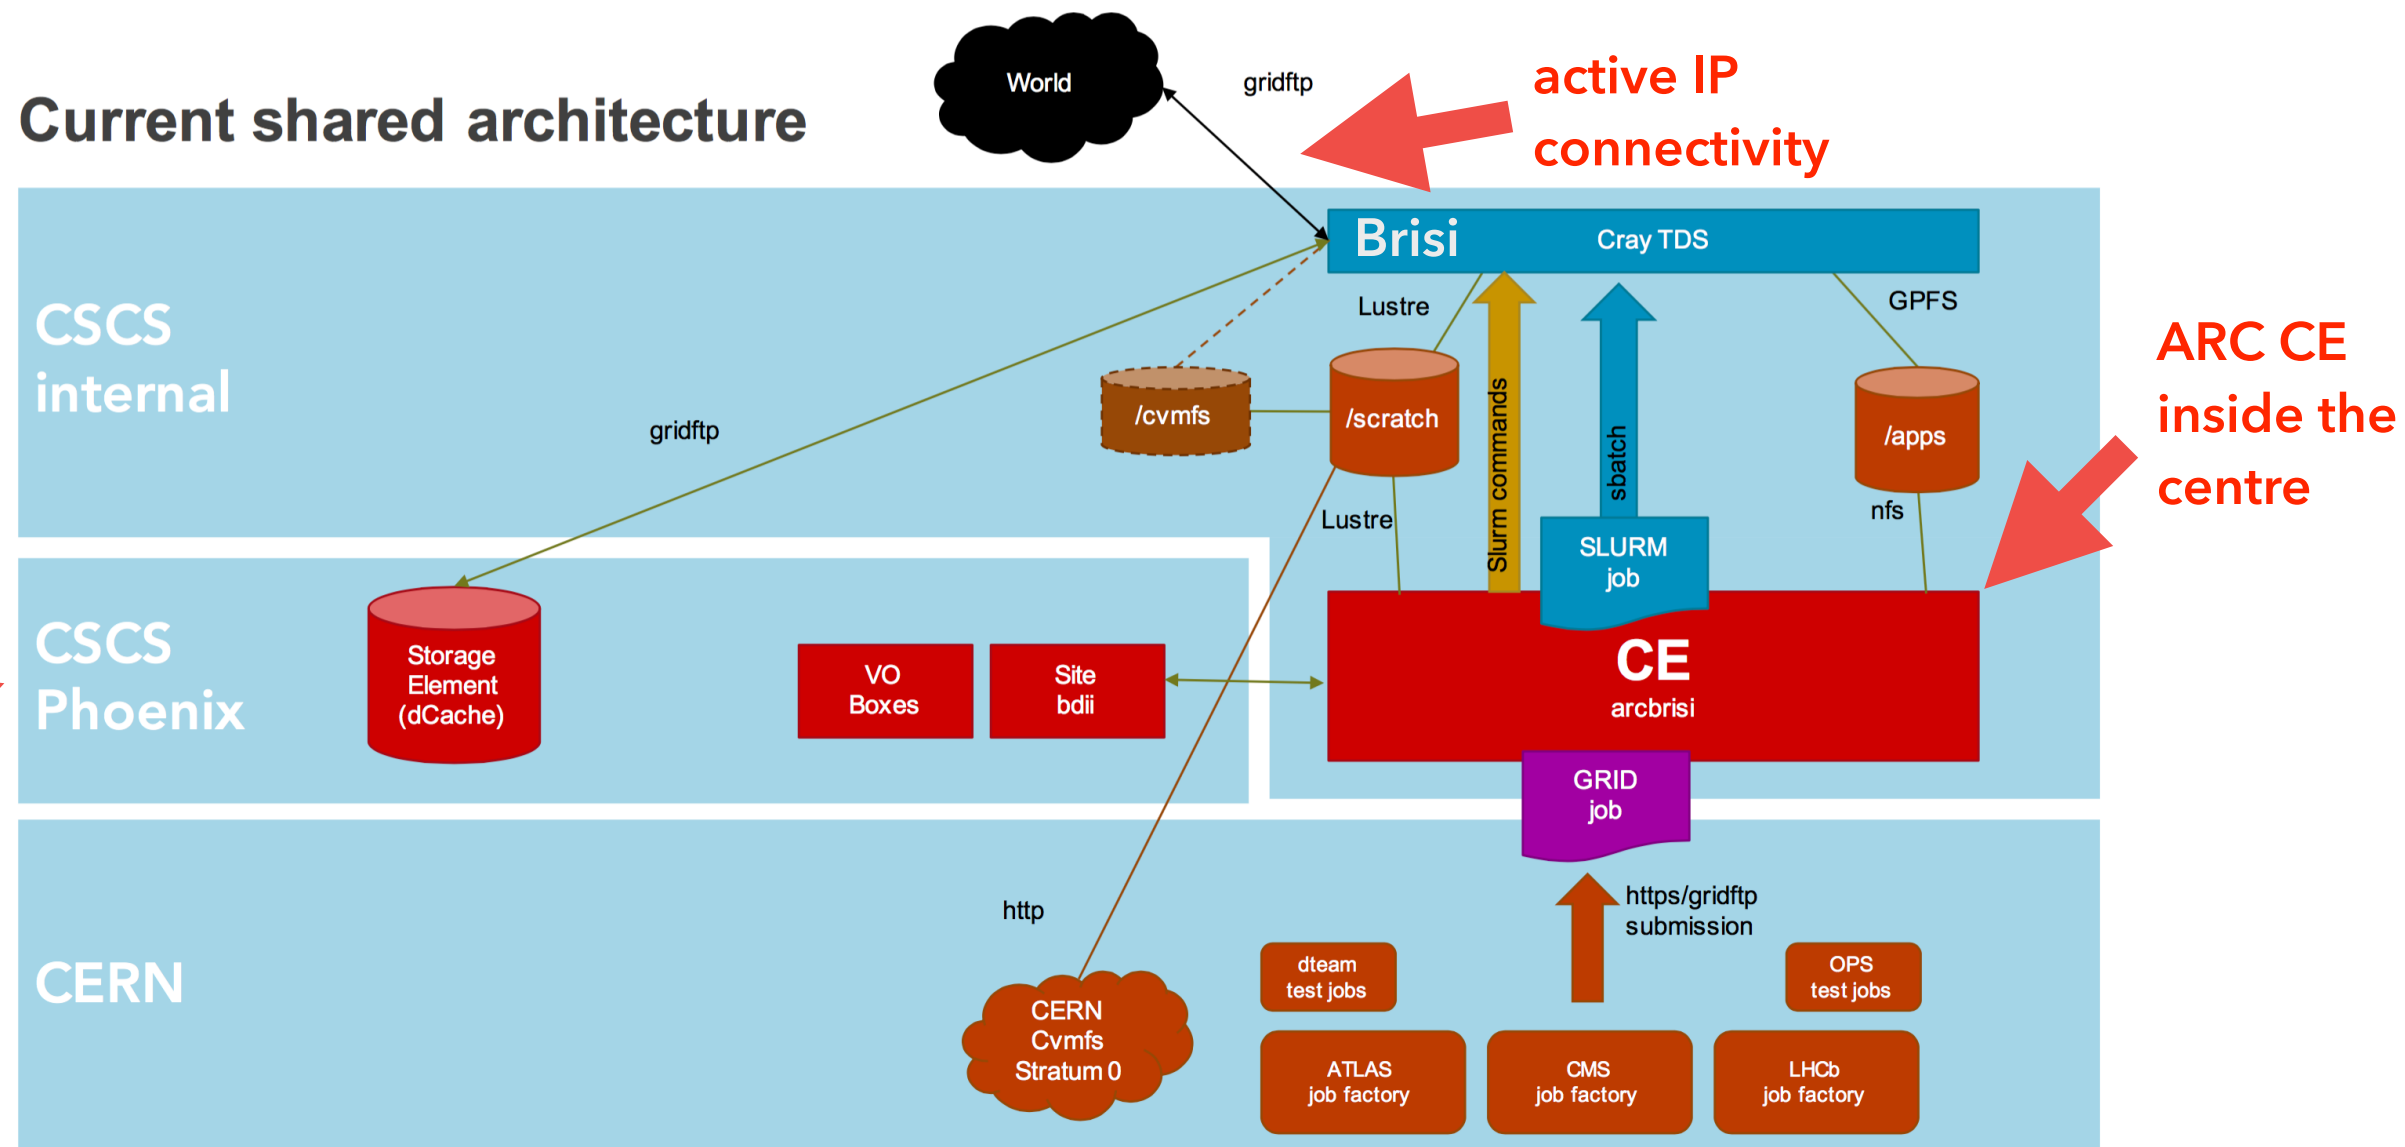 World
gridftp
active IP
connectivity
Current shared architecture
Brisi
Cray TDS
CSCS
internal
Lustre
GPFS
ARC CE
inside the
centre
gridftp
/cvmfs
/scratch
Slurm commands
sbatch
/apps
Lustre
nfs
SLURM
job
CSCS
Phoenix
Storage
Element
(dCache)
VO
Boxes
Site
bdii
CE
arcbrisi
GRID
job
http
https/gridftp
submission
CERN
CERN
Cvmfs
Stratum 0
dteam
test jobs
OPS
test jobs
ATLAS
job factory
CMS
job factory
LHCb
job factory